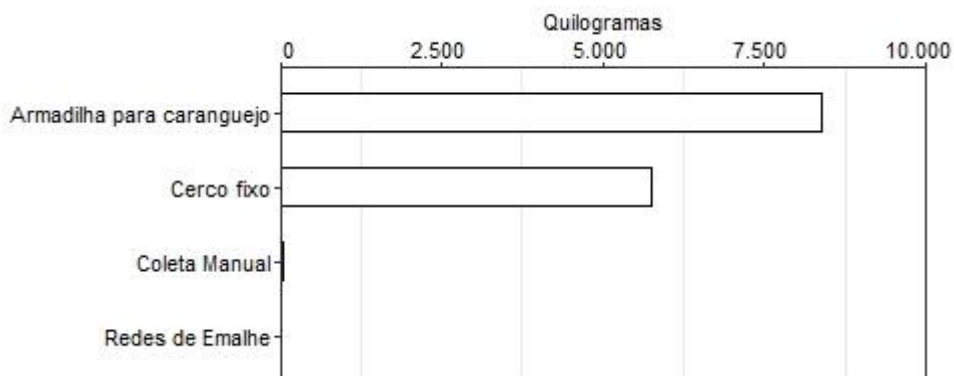 Quilogramas
0 2.500 5.000 7.500 10.000
Armadilha para caranguejo
Cerco fixo
Coleta Manual
Redes de Emalhe